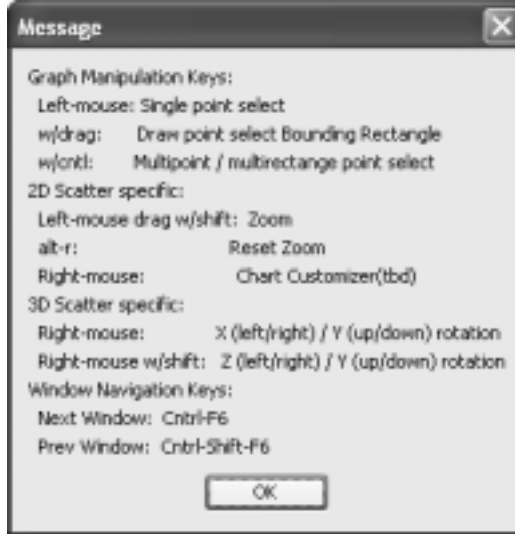 Message
Graph Manipulation Keys:
Left-mouse: Single point select
w/drag: Draw point select Bounding Rectangle
w/cntl: Multipoint / multirectange point select
2D Scatter specific:
Left-mouse drag w/shift: Zoom
alt-r: Reset Zoom
Right-mouse: Chart Customizer(tbd)
3D Scatter specific:
Right-mouse: X (left/right) / Y (up/down) rotation
Right-mouse w/shift: Z (left/right) / Y (up/down) rotation
Window Navigation Keys:
Next Window: Cntrl-F6
Prev Window: Cntrl-Shift-F6
OK